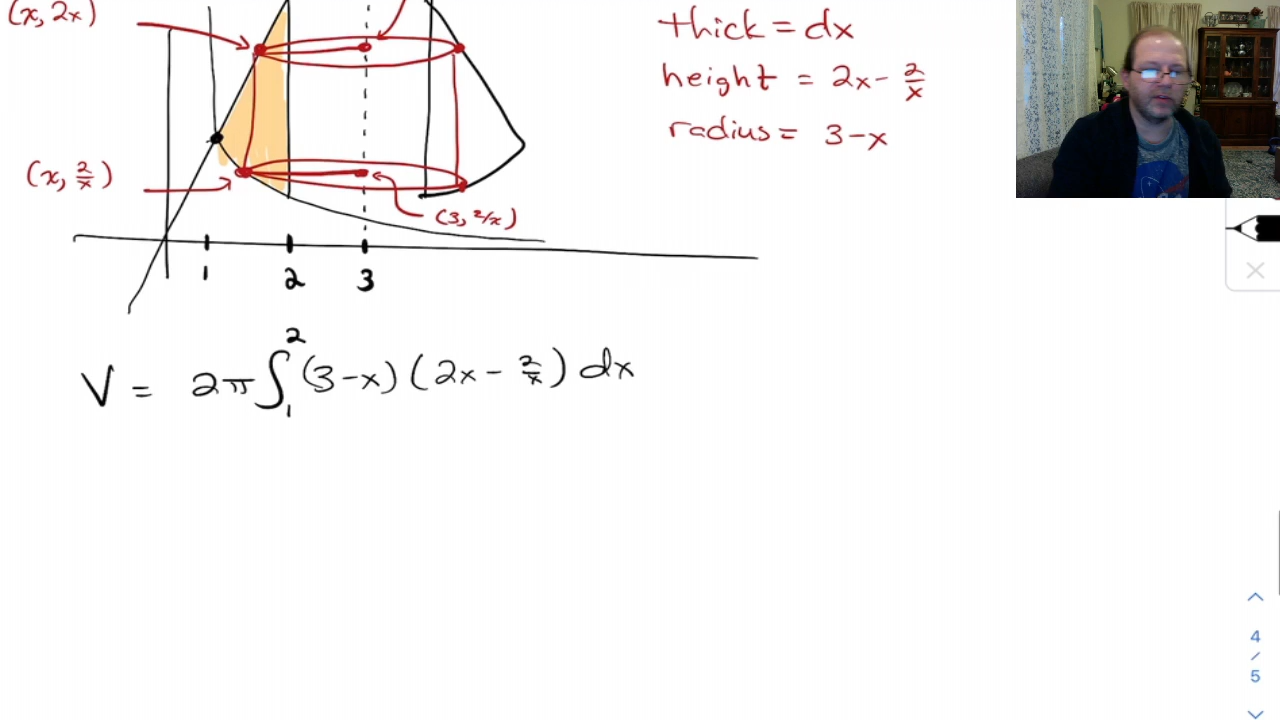 (x, 2x)
thick = dx
height = 2x - 2/x
radius = 3-x
(x, 2/x)
(3, 2/x)
1 2 3
V = 2π ∫₁² (3-x) (2x - 2/x) dx
4
/
5